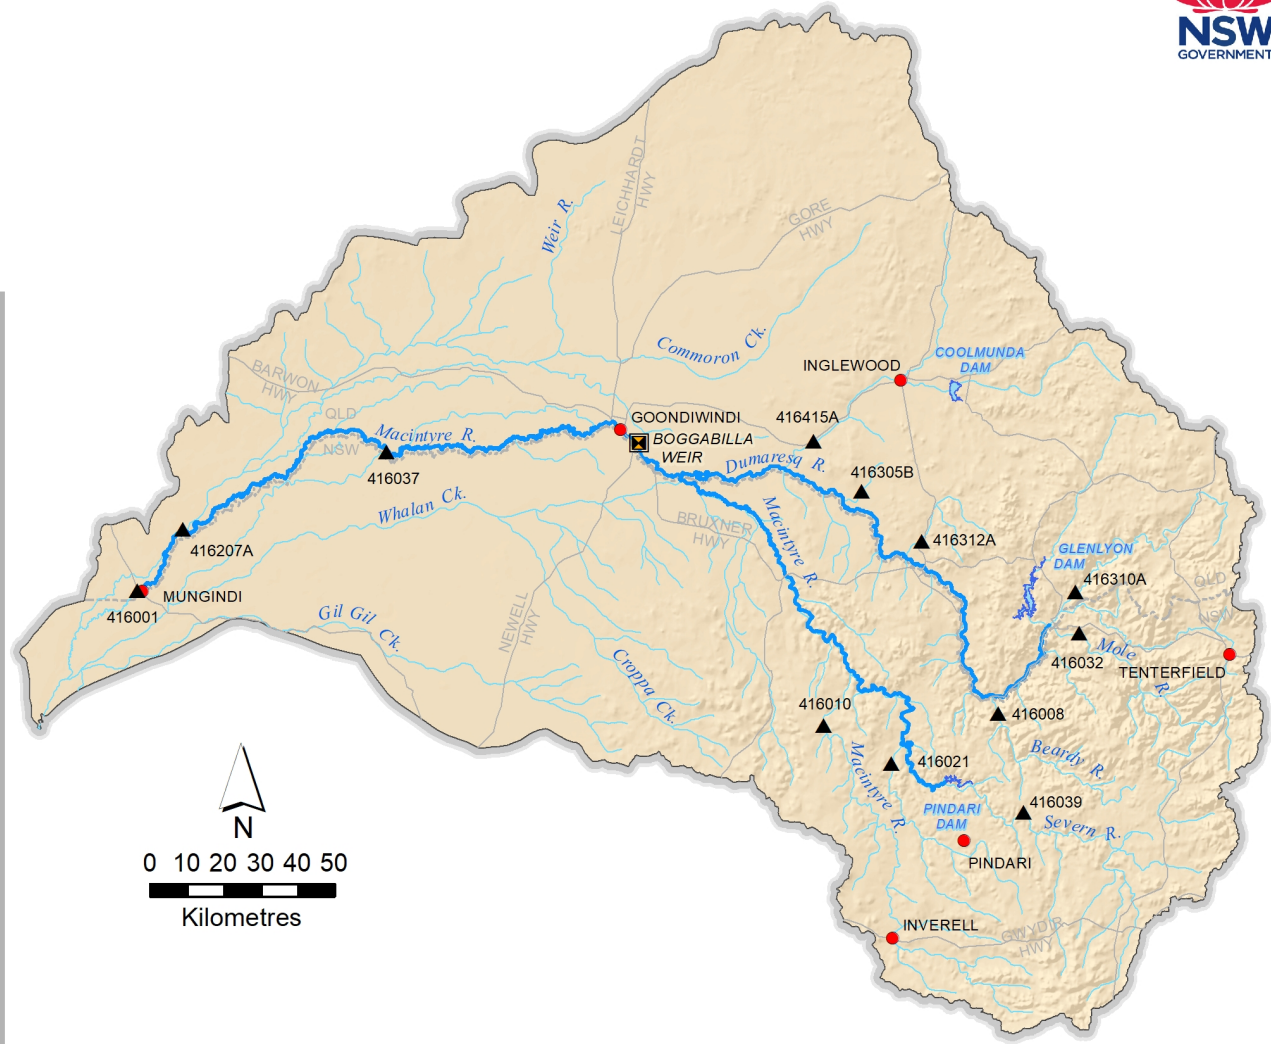 NSW
GOVERNMENT
LEICHHARDT
HWY
Weir R.
GORE
HWY
Commoron Ck.
COOLMUNDA
DAM
INGLEWOOD
BARWON
HWY
QLD
NSW
Macintyre R.
416037
GOONDIWINDI
BOGGABILLA
WEIR
416415A
Dumaresq R.
416305B
Whalan Ck.
BRUXNER
HWY
Macintyre R.
416312A
416207A
GLENLYON
DAM
416310A
QLD
NSW
MUNGINDI
416001
Gil Gil Ck.
NEWELL
HWY
Croppa Ck.
416032
Mole R.
TENTERFIELD
416010
416008
Macintyre R.
416021
Beardy R.
416039
PINDARI
DAM
Severn R.
PINDARI
N
0 10 20 30 40 50
Kilometres
INVERELL
GWYDIR
HWY